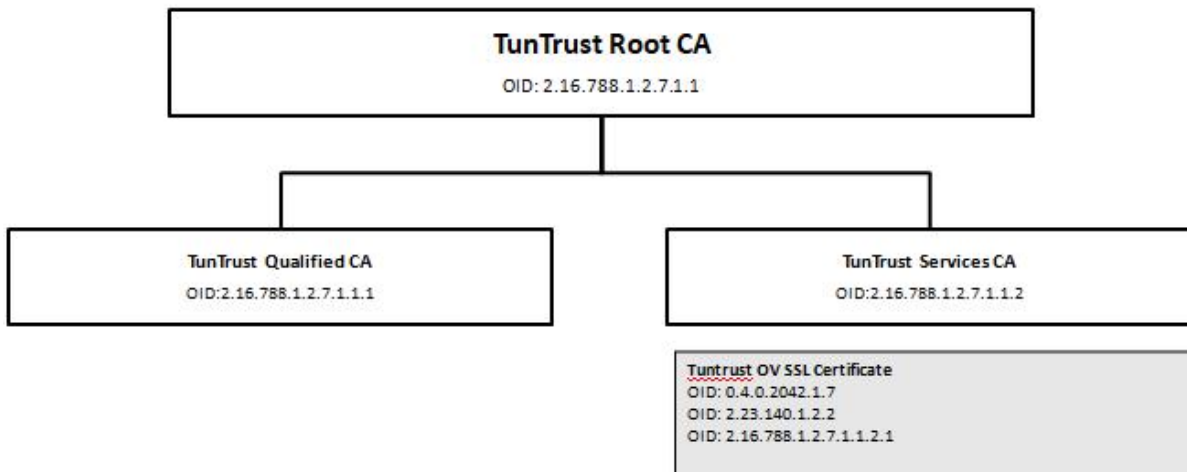 TunTrust Root CA
OID: 2.16.788.1.2.7.1.1
TunTrust Qualified CA
OID:2.16.788.1.2.7.1.1.1
TunTrust Services CA
OID:2.16.788.1.2.7.1.1.2
Tuntrust OV SSL Certificate
OID: 0.4.0.2042.1.7
OID: 2.23.140.1.2.2
OID: 2.16.788.1.2.7.1.1.2.1